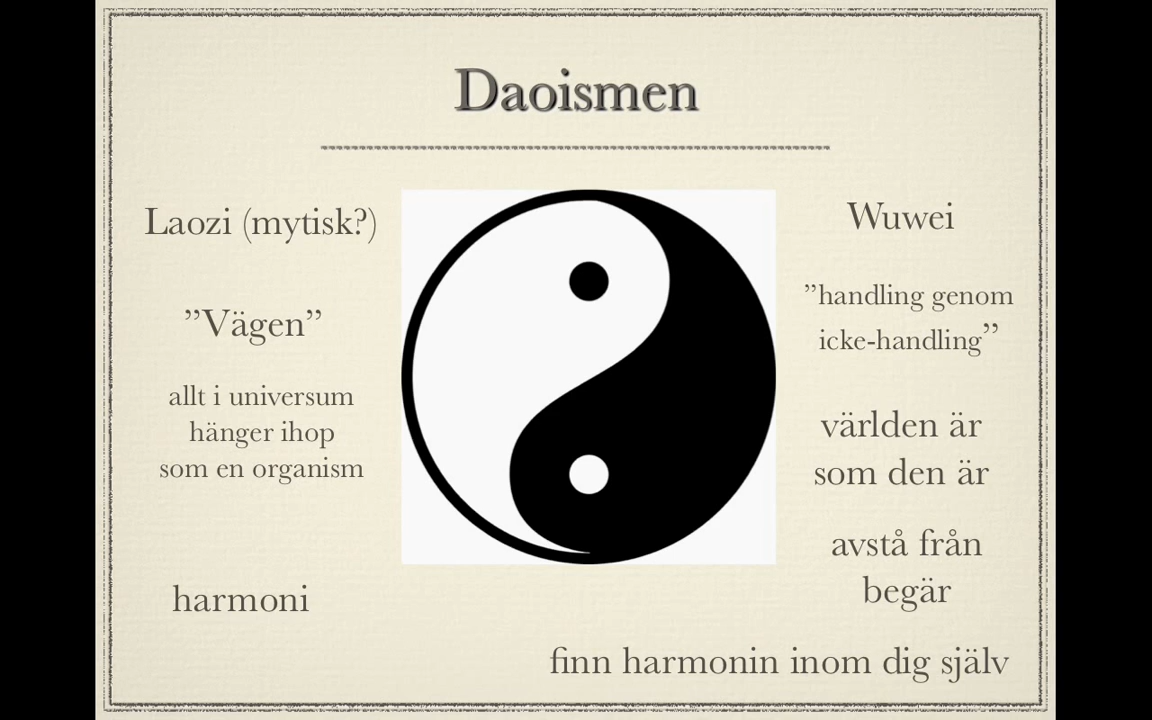 Daoismen
Laozi (mytisk?)
”Vägen”
allt i universum
hänger ihop
som en organism
harmoni
Wuwei
”handling genom
icke-handling”
världen är
som den är
avstå från
begär
finn harmonin inom dig själv